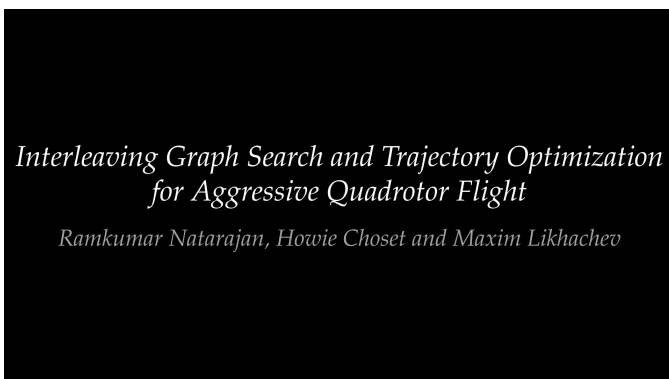 Interleaving Graph Search and Trajectory Optimization
for Aggressive Quadrotor Flight
Ramkumar Natarajan, Howie Choset and Maxim Likhachev